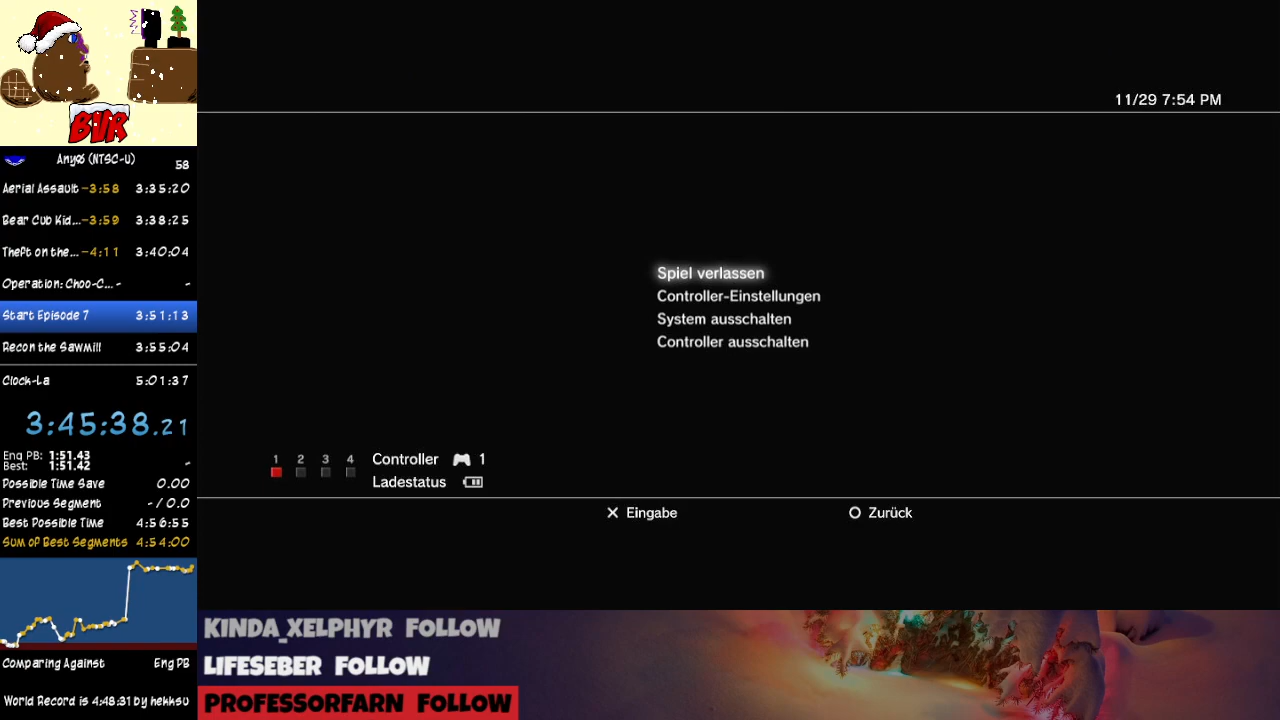 BVR
Any% (NTSC-U) 58
Aerial Assault -3:58 3:35:20
Bear Cub Kid... -3:59 3:38:25
Theft on the... -4:11 3:40:04
Operation: Choo-C... - -
Start Episode 7 3:51:13
Recon the Sawmill 3:55:04
Clock-La 5:01:37
3:45:38.21
Eng PB: 1:51.43
Best: 1:51.42 -
Possible Time Save 0.00
Previous Segment - / 0.0
Best Possible Time 4:56:55
Sum of Best Segments 4:54:00
Comparing Against Eng PB
World Record is 4:48:31 by hekksu
11/29 7:54 PM
Spiel verlassen
Controller-Einstellungen
System ausschalten
Controller ausschalten
1 2 3 4
Controller 1
Ladestatus
Eingabe Zurück
KINDA_XELPHYR FOLLOW
LIFESEBER FOLLOW
PROFESSORFARN FOLLOW